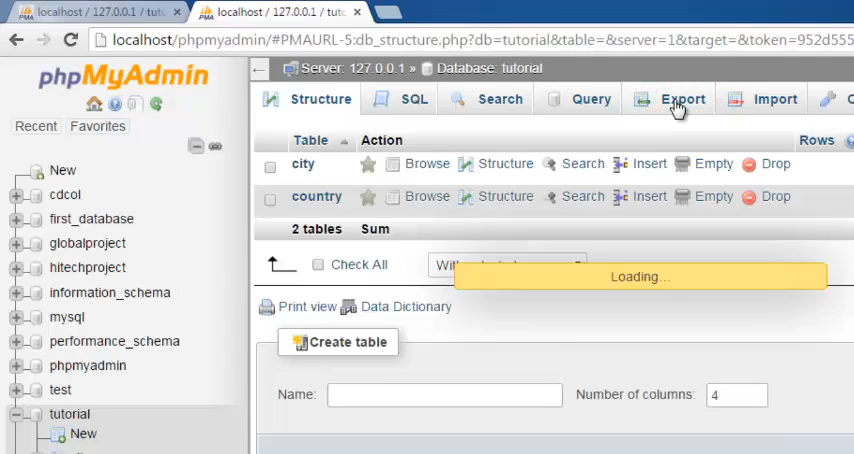 localhost / 127.0.0.1 / tuto × localhost / 127.0.0.1 / tuto ×
localhost/phpmyadmin/#PMAURL-5:db_structure.php?db=tutorial&table=&server=1&target=&token=952d555
phpMyAdmin
Recent Favorites
New
cdcol
first_database
globalproject
hitechproject
information_schema
mysql
performance_schema
phpmyadmin
test
tutorial
New
Server: 127.0.0.1 » Database: tutorial
Structure SQL Search Query Export Import
Table Action Rows
city Browse Structure Search Insert Empty Drop
country Browse Structure Search Insert Empty Drop
2 tables Sum
Check All
Loading...
Print view Data Dictionary
Create table
Name: Number of columns: 4